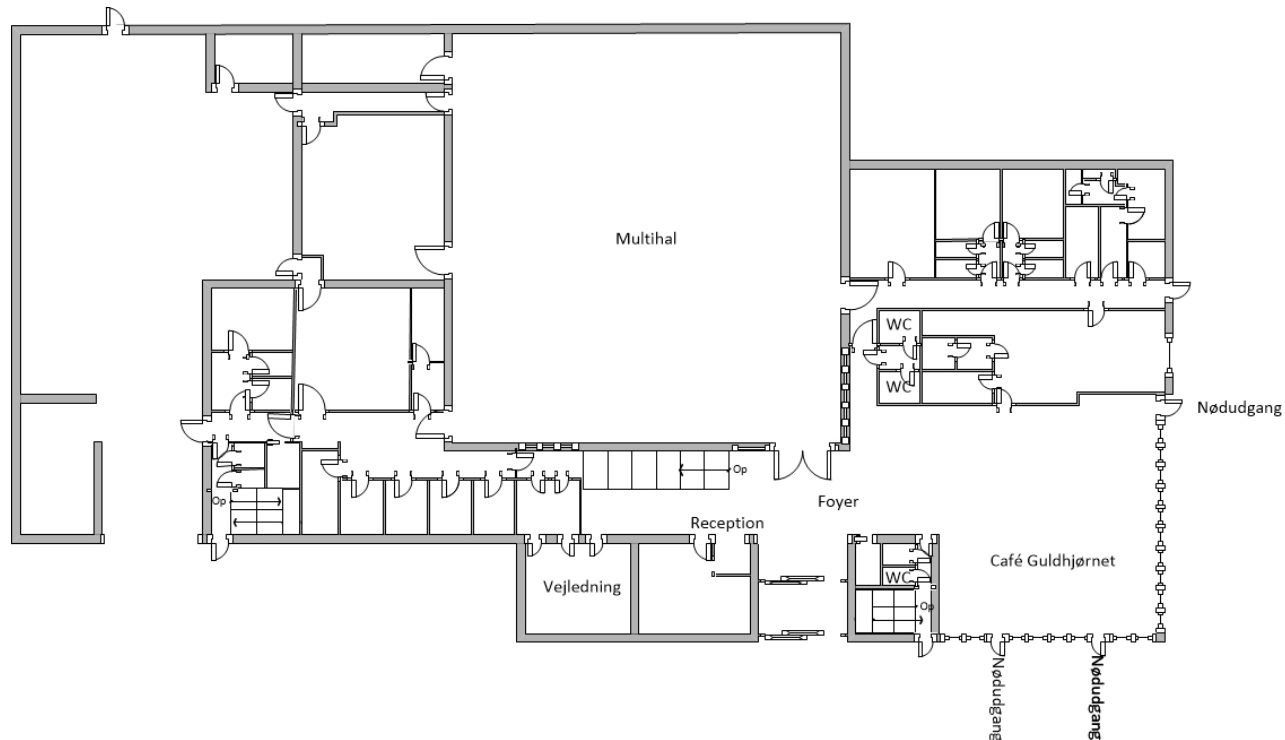 Multihal
WC
WC
Nødudgang
Op
Op
Foyer
Reception
Café Guldhjørnet
Vejledning
WC
Op
Nødudgang
Nødudgang